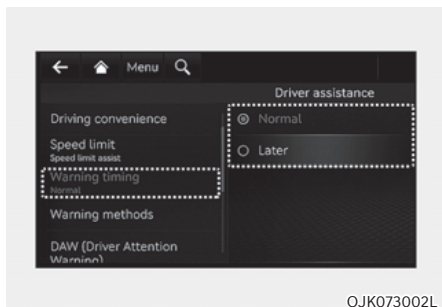 Menu
Driver assistance
Driving convenience
Speed limit
Speed limit assist
Warning timing
Normal
Warning methods
DAW (Driver Attention
Warning)
Normal
Later
OJK073002L